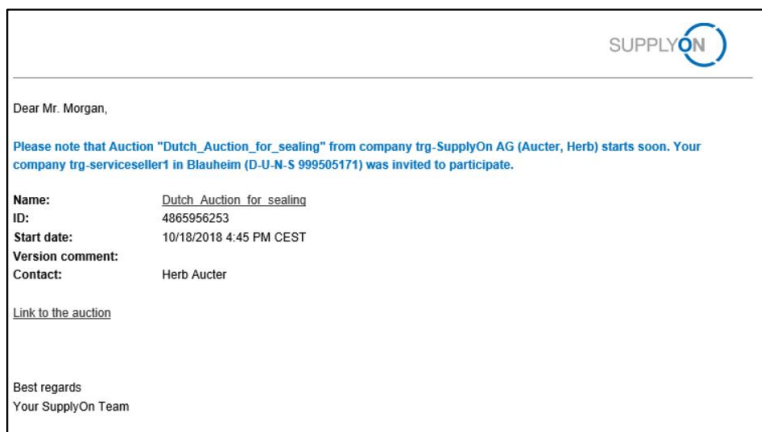 SUPPLYON
Dear Mr. Morgan,
Please note that Auction "Dutch_Auction_for_sealing" from company trg-SupplyOn AG (Aucter, Herb) starts soon. Your
company trg-serviceseller1 in Blauheim (D-U-N-S 999505171) was invited to participate.
Name: Dutch_Auction_for_sealing
ID: 4865956253
Start date: 10/18/2018 4:45 PM CEST
Version comment:
Contact: Herb Aucter
Link to the auction
Best regards
Your SupplyOn Team